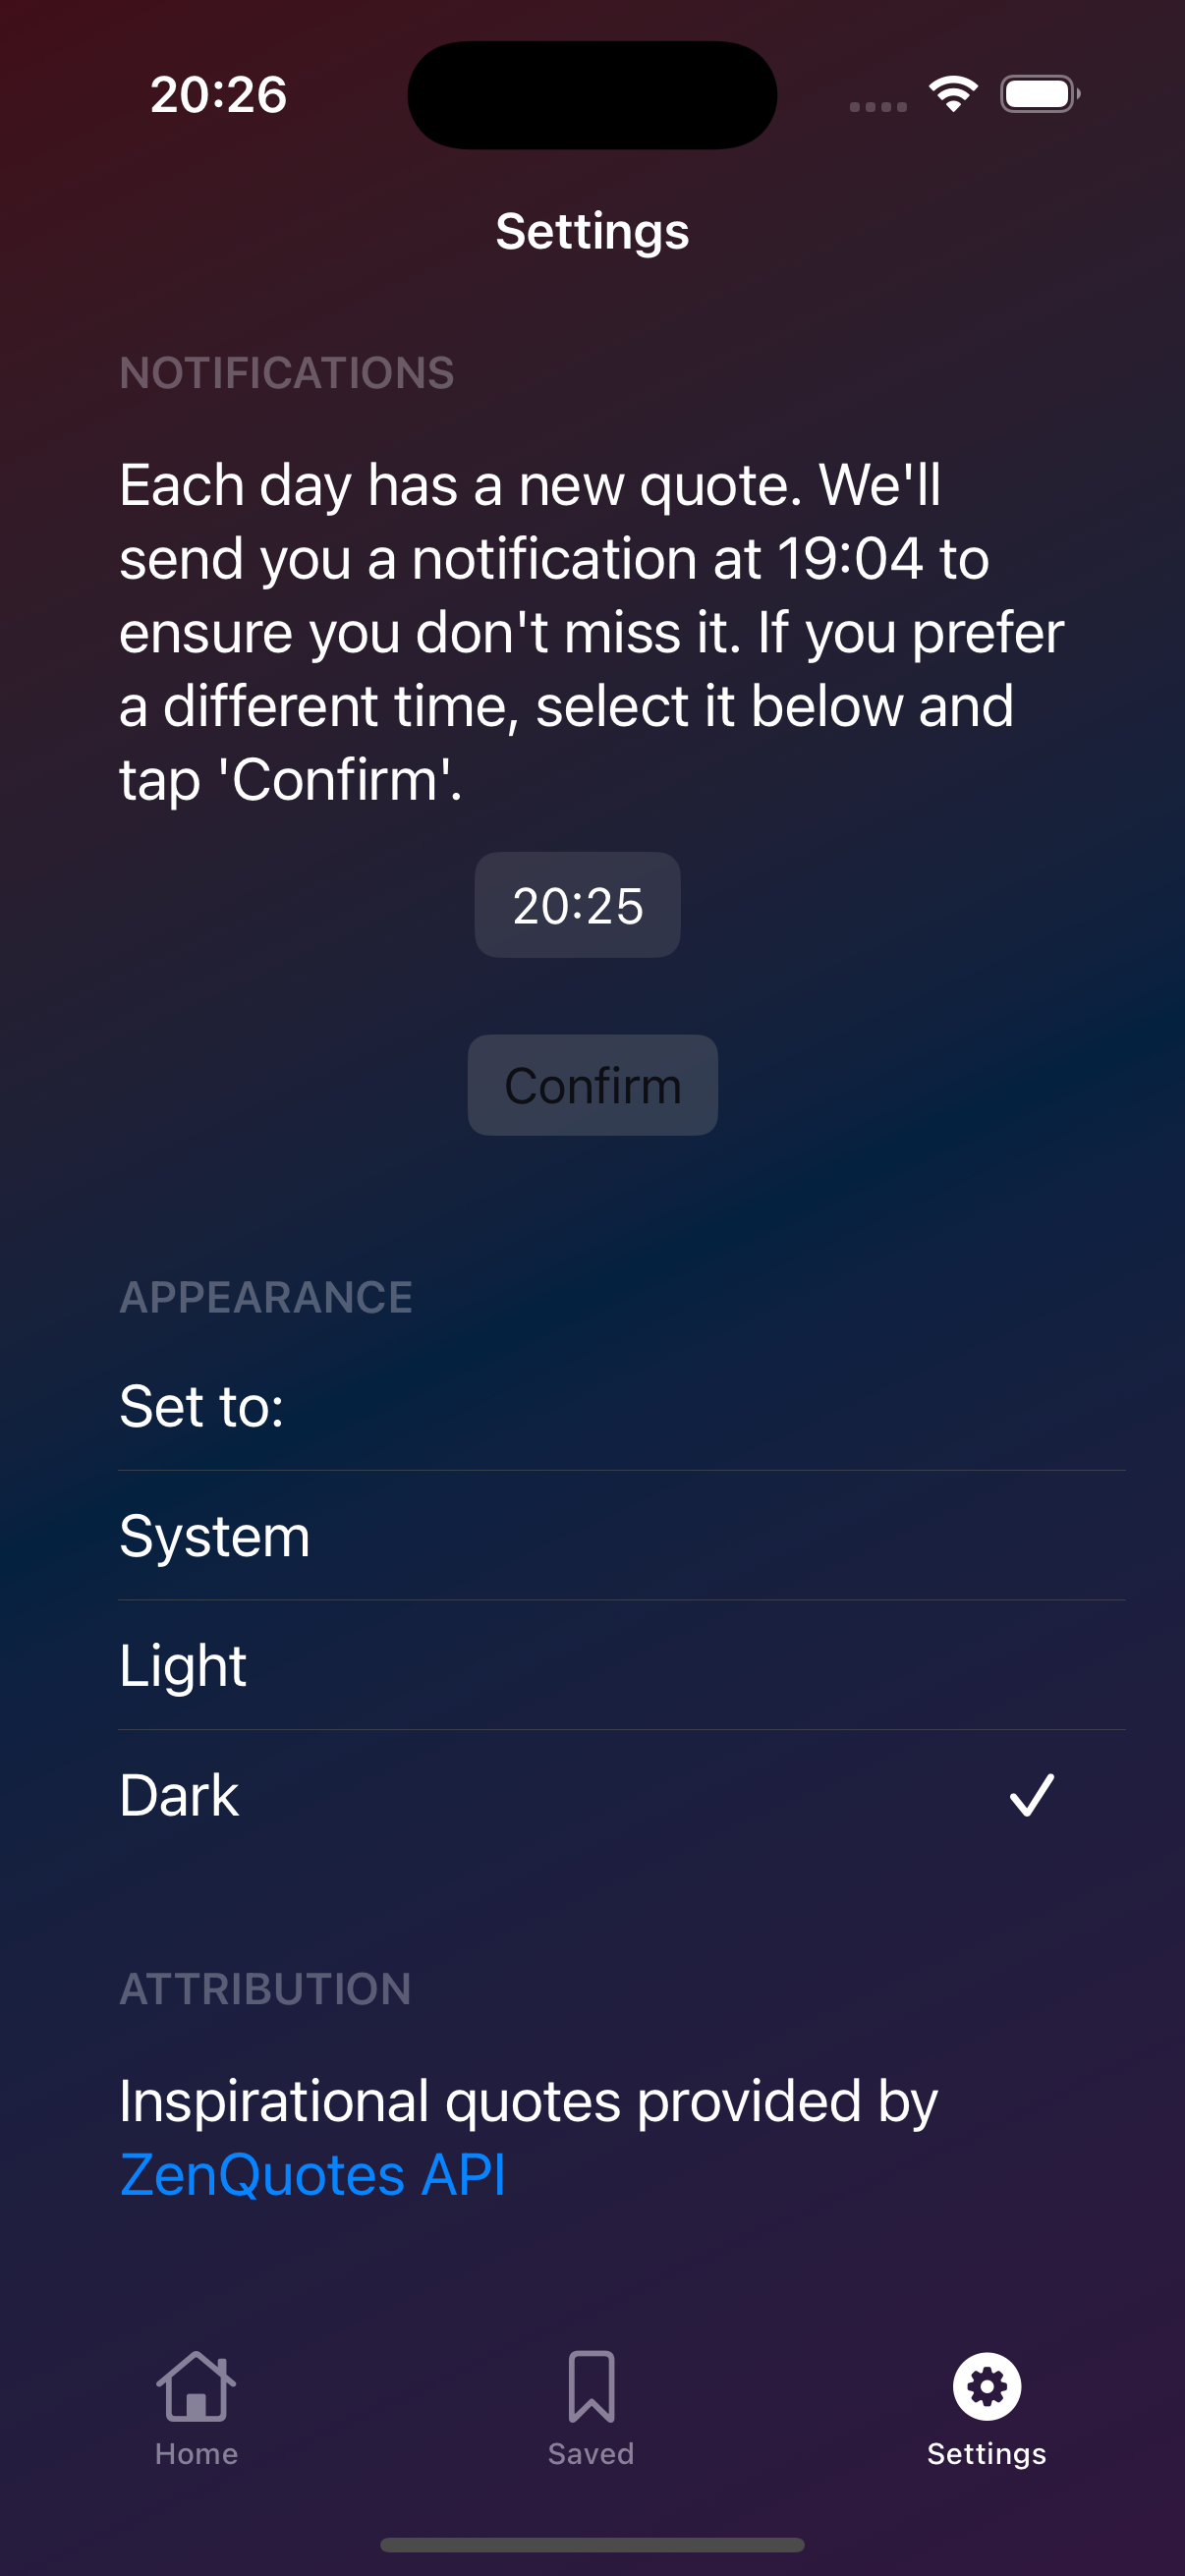 20:26
Settings
NOTIFICATIONS
Each day has a new quote. We'll
send you a notification at 19:04 to
ensure you don't miss it. If you prefer
a different time, select it below and
tap 'Confirm'.
20:25
Confirm
APPEARANCE
Set to:
System
Light
Dark
ATTRIBUTION
Inspirational quotes provided by
ZenQuotes API
Home
Saved
Settings